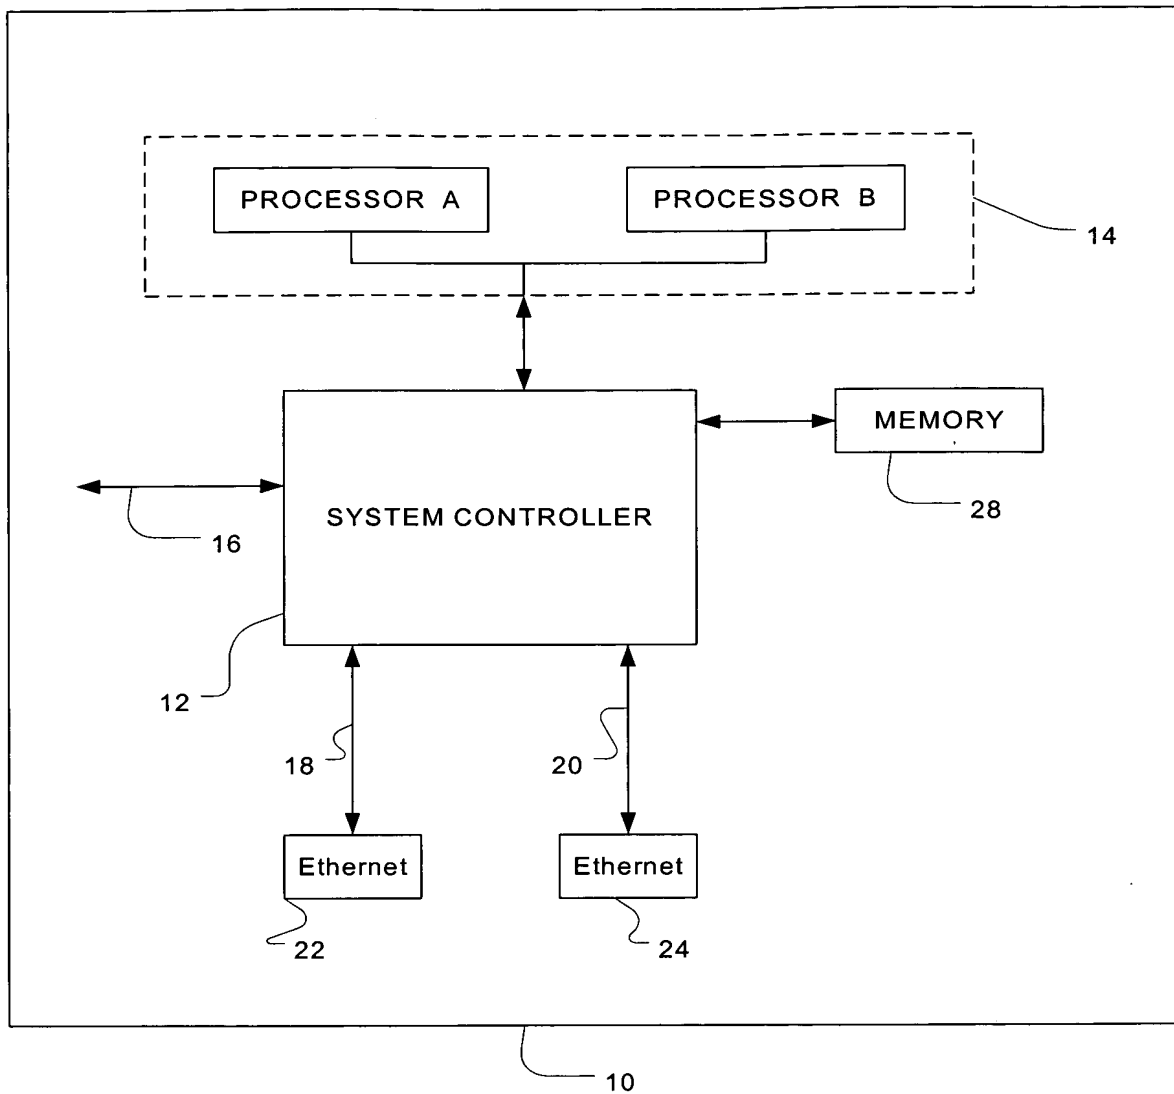 PROCESSOR A
PROCESSOR B
14
MEMORY
28
SYSTEM CONTROLLER
16
12
18
20
Ethernet
Ethernet
22
24
10